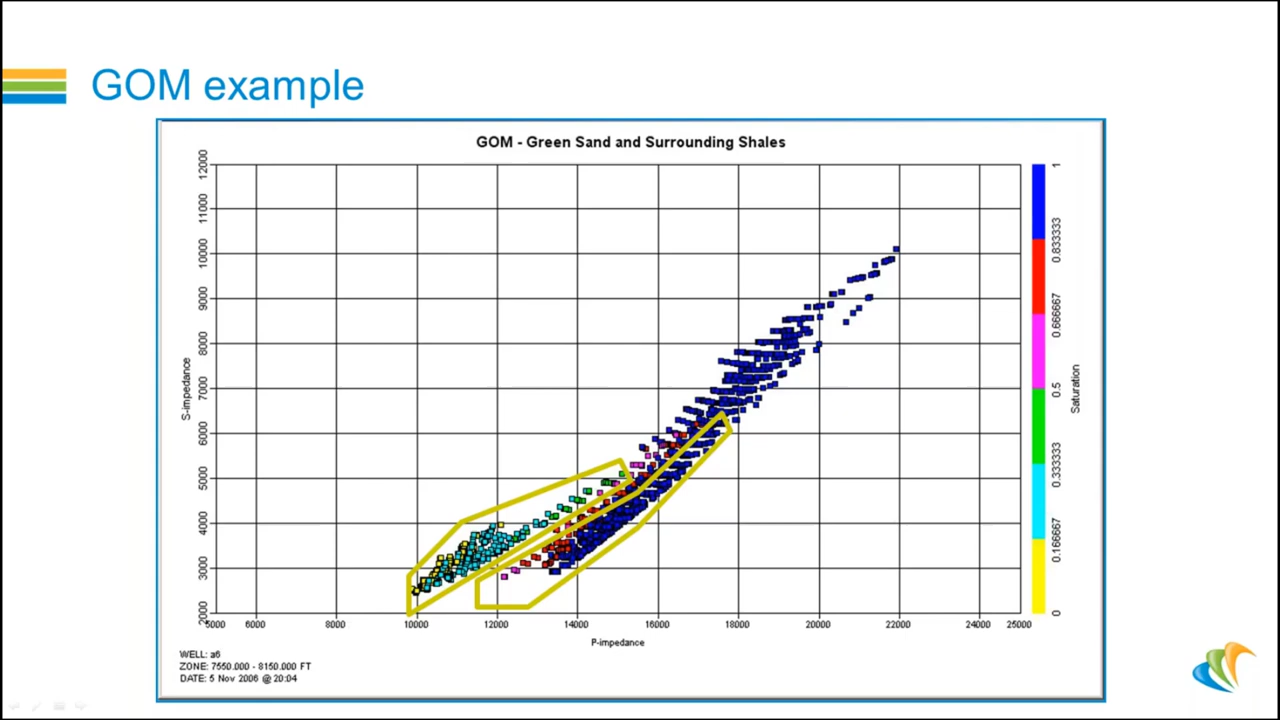 GOM example
GOM - Green Sand and Surrounding Shales
12000
11000
10000
9000
8000
7000
6000
5000
4000
3000
2000
S-impedance
5000 6000 8000 10000 12000 14000 16000 18000 20000 22000 24000 25000
P-impedance
1
0.833333
0.666667
0.5
0.333333
0.166667
0
Saturation
WELL: a6
ZONE: 7550.000 - 8150.000 FT
DATE: 5 Nov 2006 @ 20:04